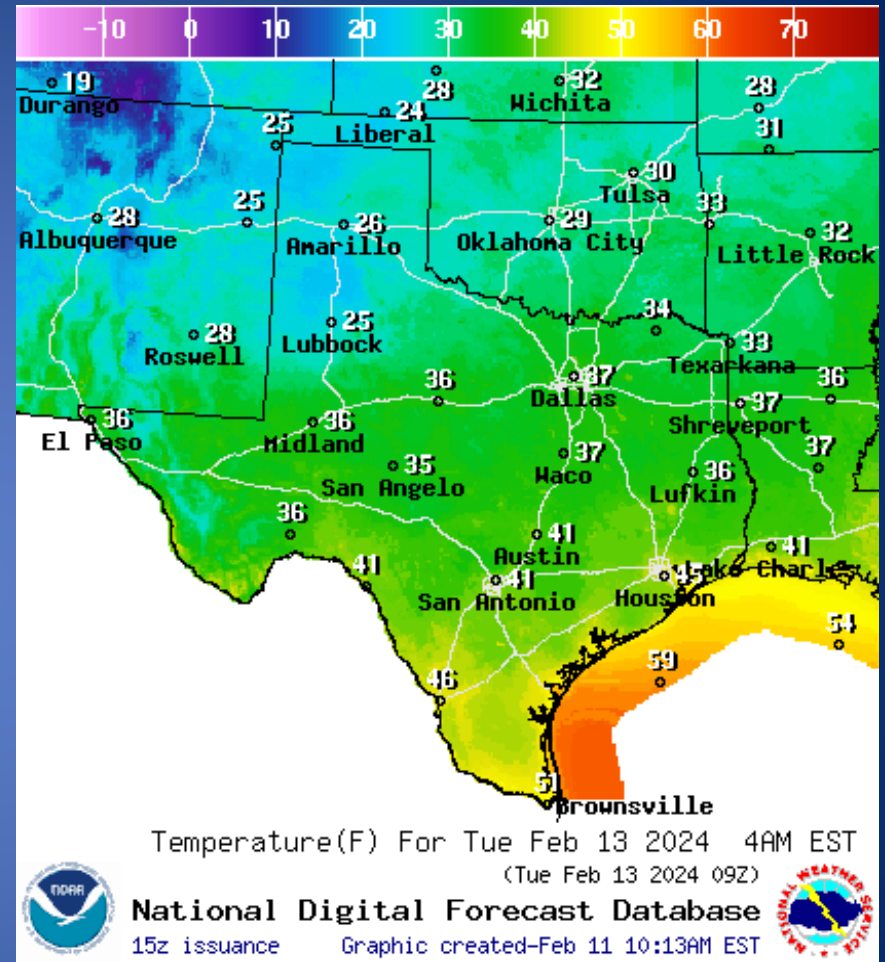 -10 0 10 20 30 40 50 60 70
19 28 32 28
Durango Wichita
24 Liberal
25 31
30
Tulsa
28 25 26 29 33 32
Albuquerque Amarillo Oklahoma City Little Rock
28 25 34 33
Roswell Lubbock Texarkana
36 37 36
Dallas
36 36 37
El Paso Midland Shreveport
35 37 36 37
San Angelo Waco Lufkin
36 41 41
Austin
41 41 45 Lake Charles
San Antonio Houston
59 54
46
51
Brownsville
Temperature(F) For Tue Feb 13 2024 4AM EST
(Tue Feb 13 2024 09Z)
NOAA
National Digital Forecast Database
15z issuance Graphic created-Feb 11 10:13AM EST
NATIONAL WEATHER SERVICE